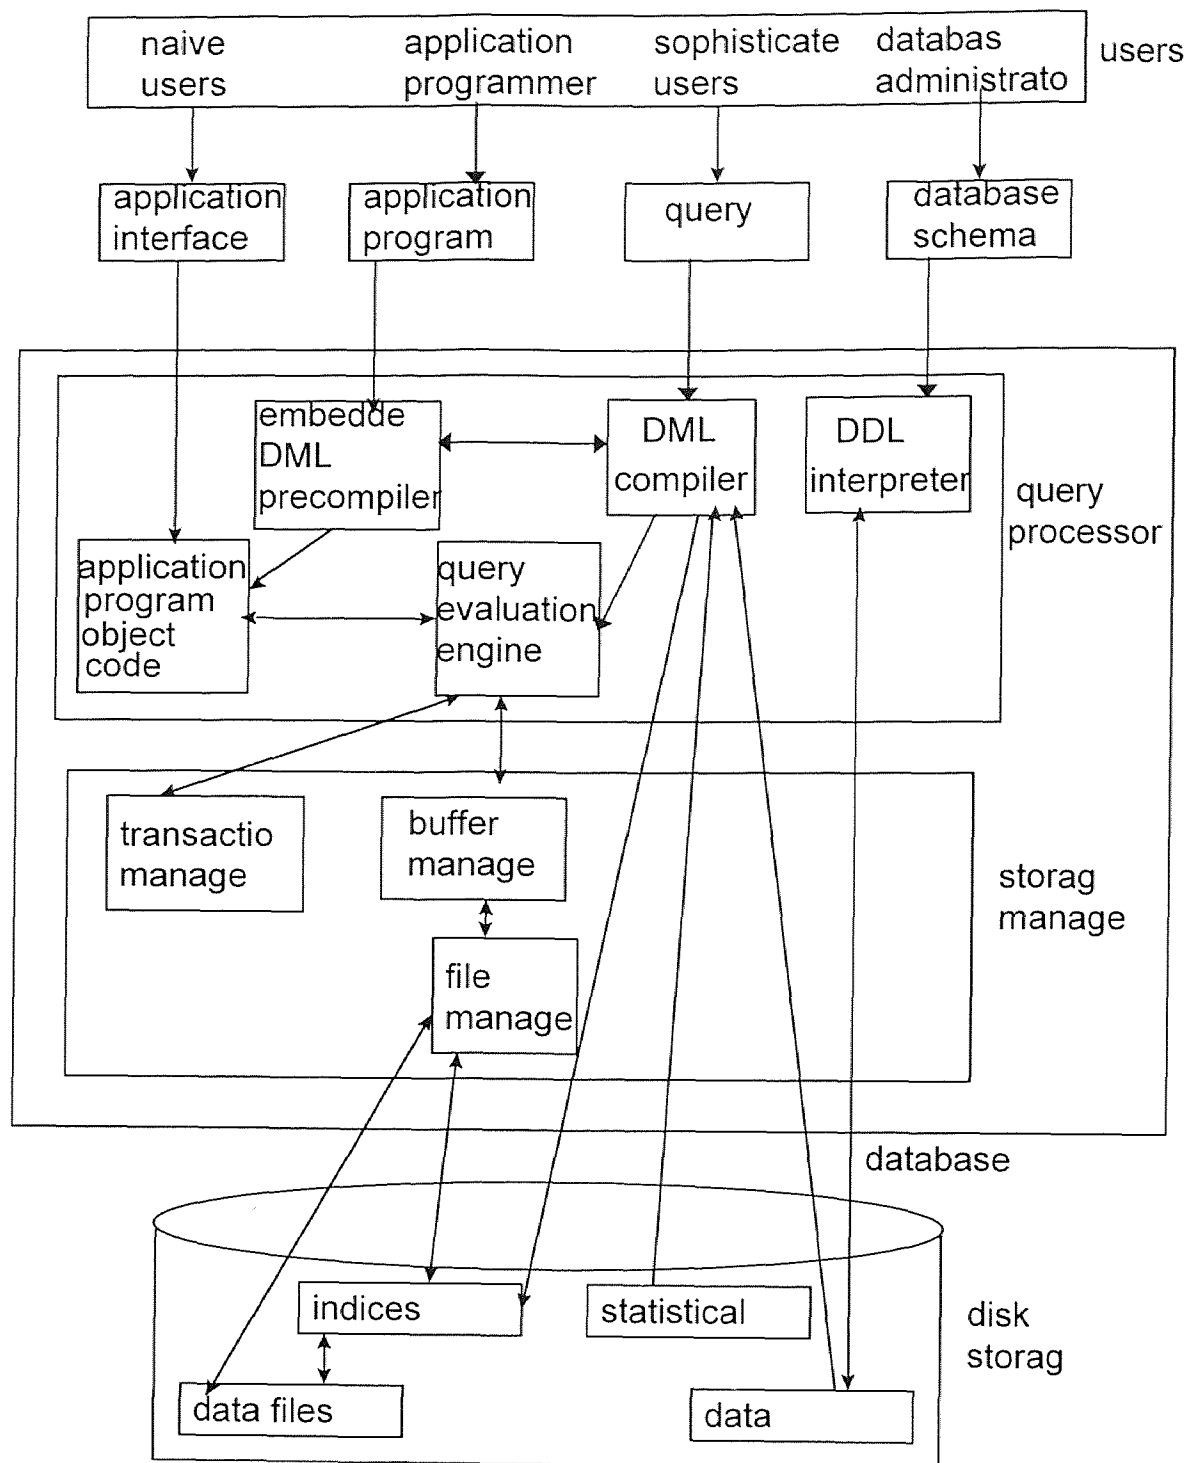 naive
users
application
programmer
sophisticate
users
databas
administrato
users
application
interface
application
program
query
database
schema
embedde
DML
precompiler
DML
compiler
DDL
interpreter
query
processor
application
program
object
code
query
evaluation
engine
transactio
manage
buffer
manage
storag
manage
file
manage
database
indices
statistical
disk
storag
data files
data